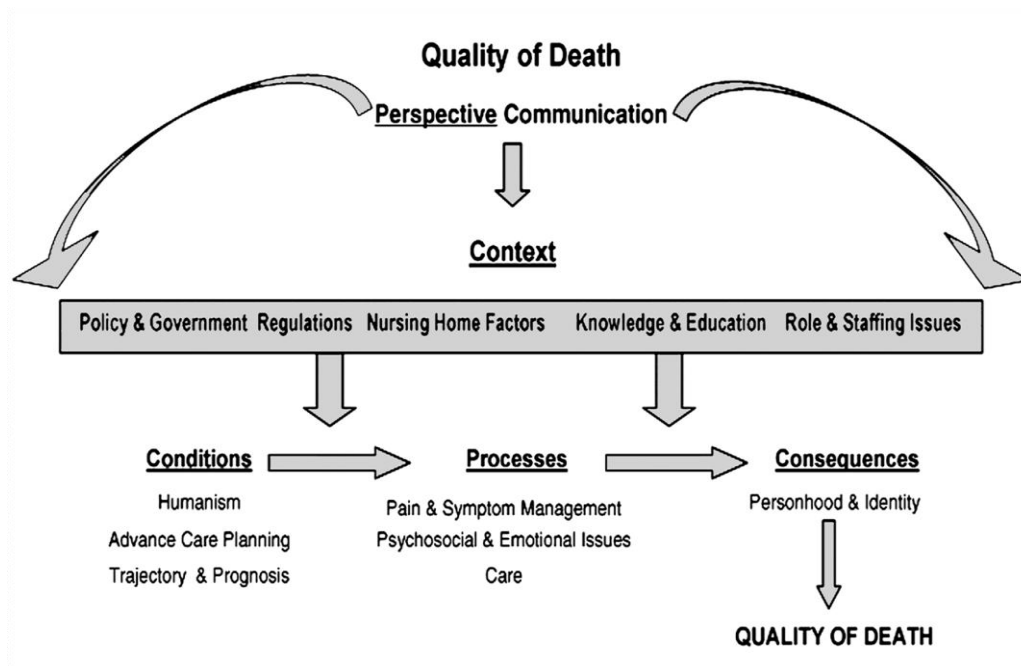 Quality of Death
Perspective Communication
Context
Policy & Government Regulations Nursing Home Factors Knowledge & Education Role & Staffing Issues
Conditions Processes Consequences
Humanism
Advance Care Planning
Trajectory & Prognosis
Pain & Symptom Management
Psychosocial & Emotional Issues
Care
Personhood & Identity
QUALITY OF DEATH